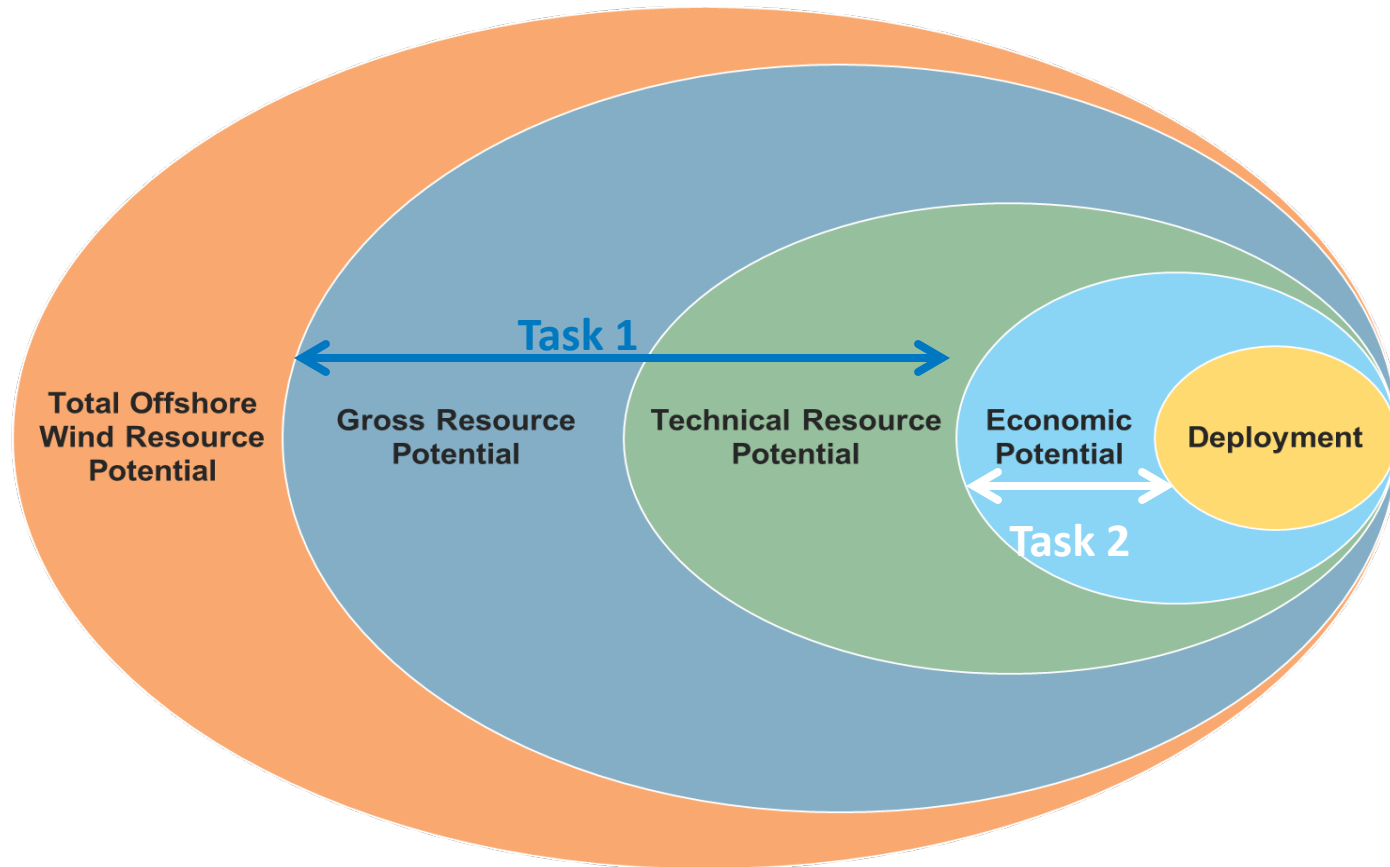 Task 1
Total Offshore
Wind Resource
Potential
Gross Resource
Potential
Technical Resource
Potential
Economic
Potential
Deployment
Task 2